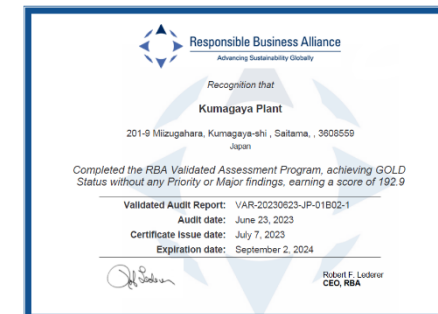 Responsible Business Alliance
Advancing Sustainability Globally
Recognition that
Kumagaya Plant
201-9 Miizugahara, Kumagaya-shi , Saitama, , 3608559
Japan
Completed the RBA Validated Assessment Program, achieving GOLD
Status without any Priority or Major findings, earning a score of 192.9
Validated Audit Report: VAR-20230623-JP-01B02-1
Audit date: June 23, 2023
Certificate issue date: July 7, 2023
Expiration date: September 2, 2024
Robert F. Lederer
CEO, RBA